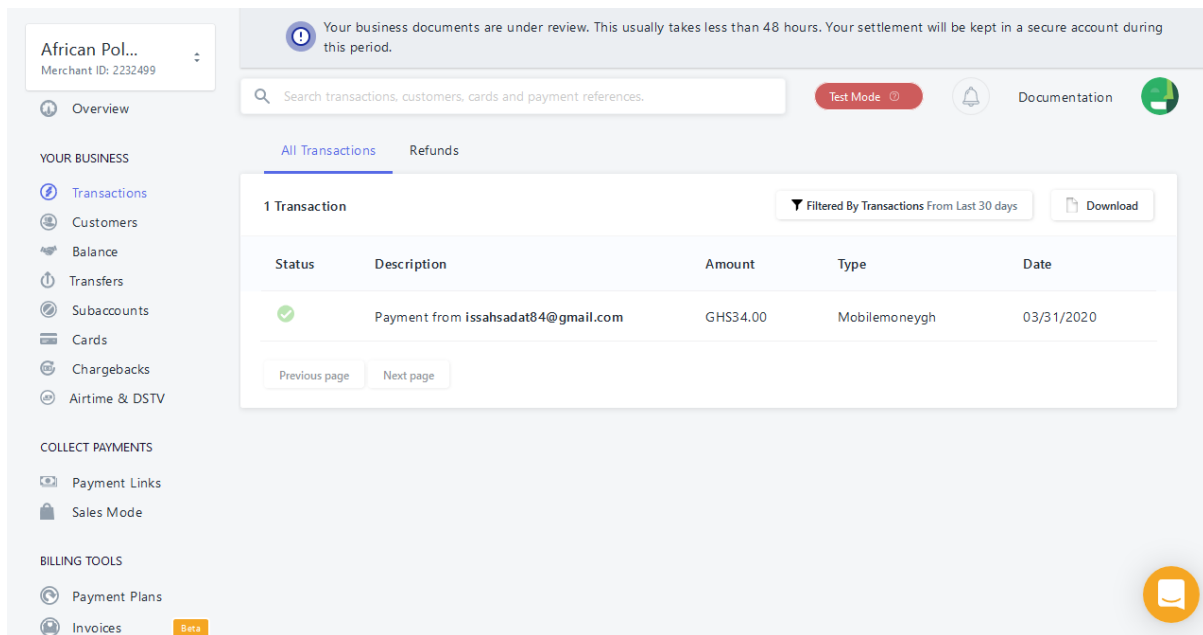 African Pol...
Merchant ID: 2232499
Overview
YOUR BUSINESS
Transactions
Customers
Balance
Transfers
Subaccounts
Cards
Chargebacks
Airtime & DSTV
COLLECT PAYMENTS
Payment Links
Sales Mode
BILLING TOOLS
Payment Plans
Invoices Beta
Your business documents are under review. This usually takes less than 48 hours. Your settlement will be kept in a secure account during
this period.
Search transactions, customers, cards and payment references.
Test Mode
Documentation
All Transactions Refunds
1 Transaction
Filtered By Transactions From Last 30 days
Download
Status Description Amount Type Date
Payment from issahsadat84@gmail.com GHS34.00 Mobilemoneygh 03/31/2020
Previous page Next page